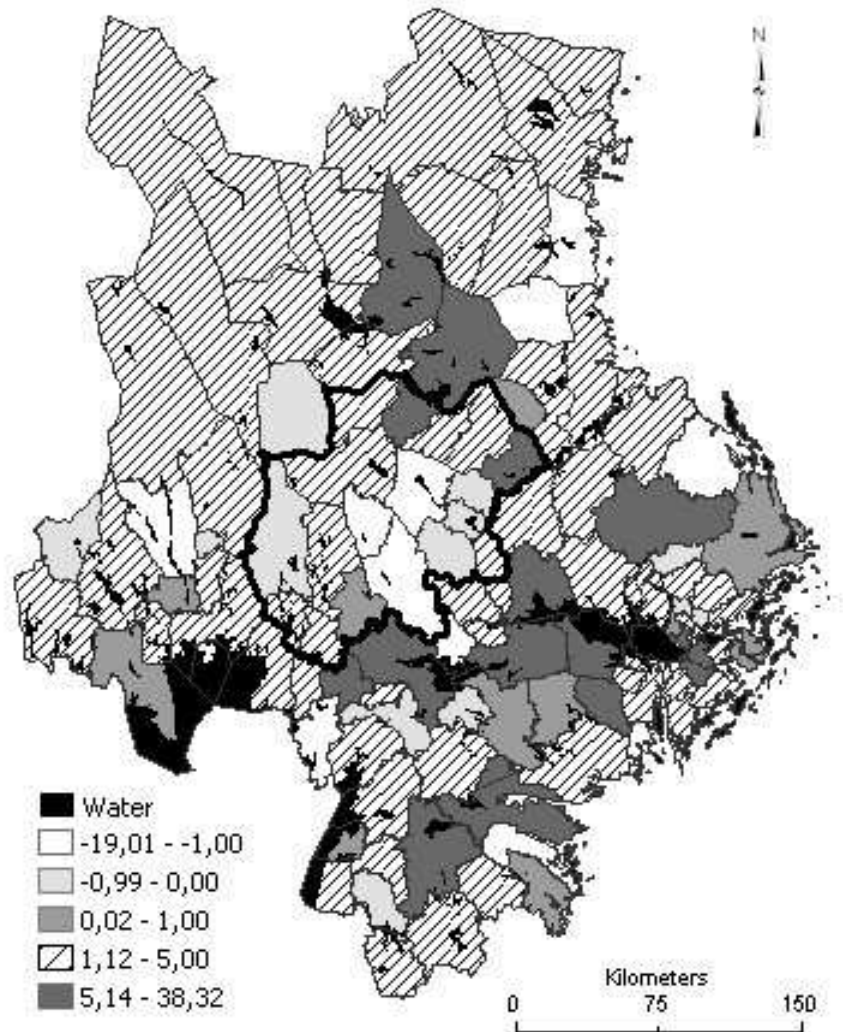 N
Water
-19,01 - -1,00
-0,99 - 0,00
0,02 - 1,00
1,12 - 5,00
5,14 - 38,32
Kilometers
0 75 150